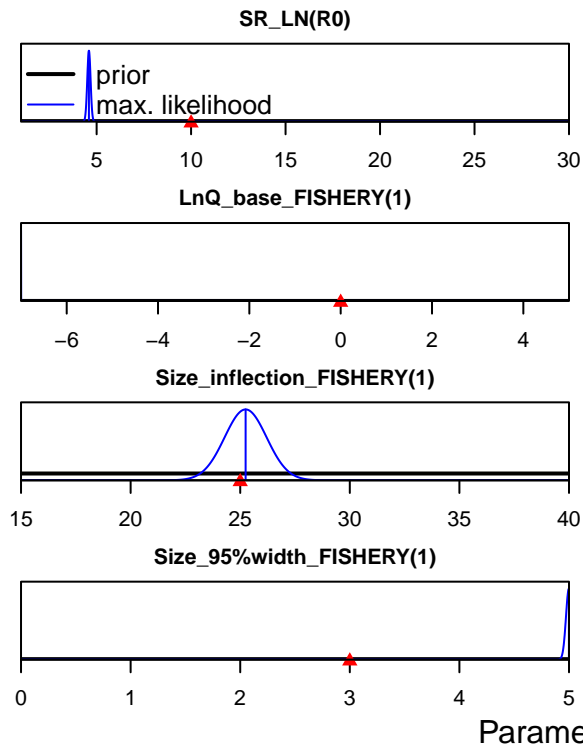 SR_LN(R0)
prior
max. likelihood
5 10 15 20 25 30
LnQ_base_FISHERY(1)
−6 −4 −2 0 2 4
Size_inflection_FISHERY(1)
15 20 25 30 35 40
Size_95%width_FISHERY(1)
0 1 2 3 4 5
Parame